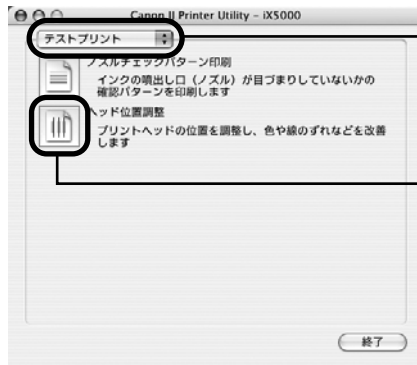 Canon IJ Printer Utility – iX5000
テストプリント
ノズルチェックパターン印刷
インクの噴出し口（ノズル）が目づまりしていないかの
確認パターンを印刷します
ヘッド位置調整
プリントヘッドの位置を調整し、色や線のずれなどを改善
します
終了